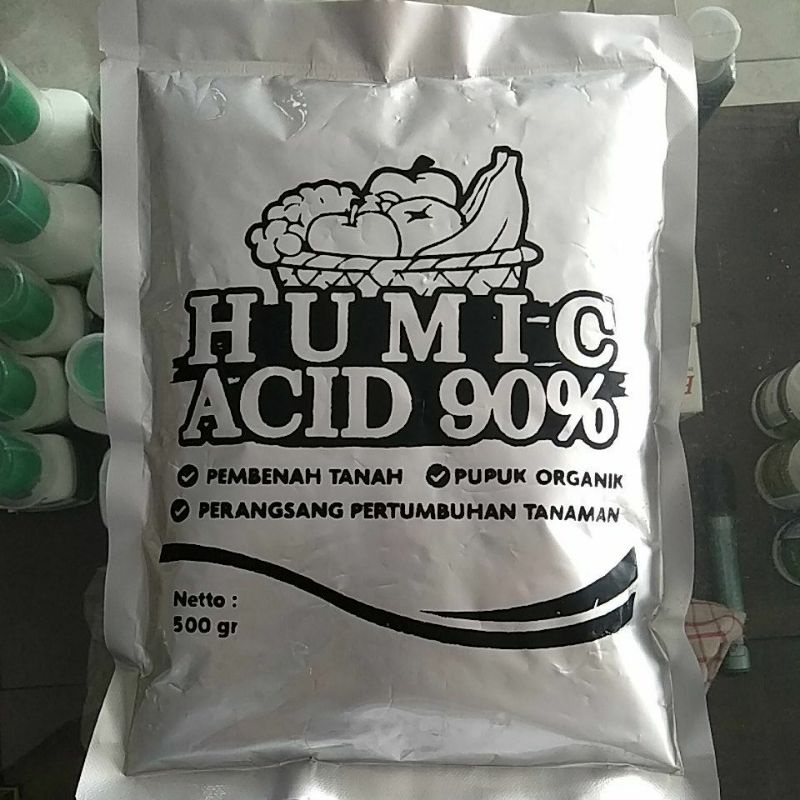 HUMIC
ACID 90%
PEMBENAH TANAH PUPUK ORGANIK
PERANGSANG PERTUMBUHAN TANAMAN
Netto :
500 gr